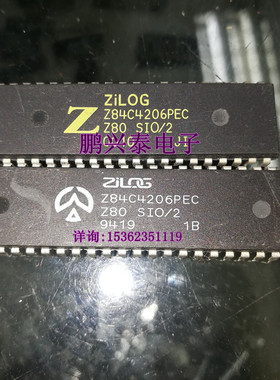 ZiLOG
Z
Z84C4206PEC
Z80 SIO/2
鹏兴泰电子
ZiLOG
Z84C4206PEC
Z80 SIO/2
9419 1B
详询:15362351119